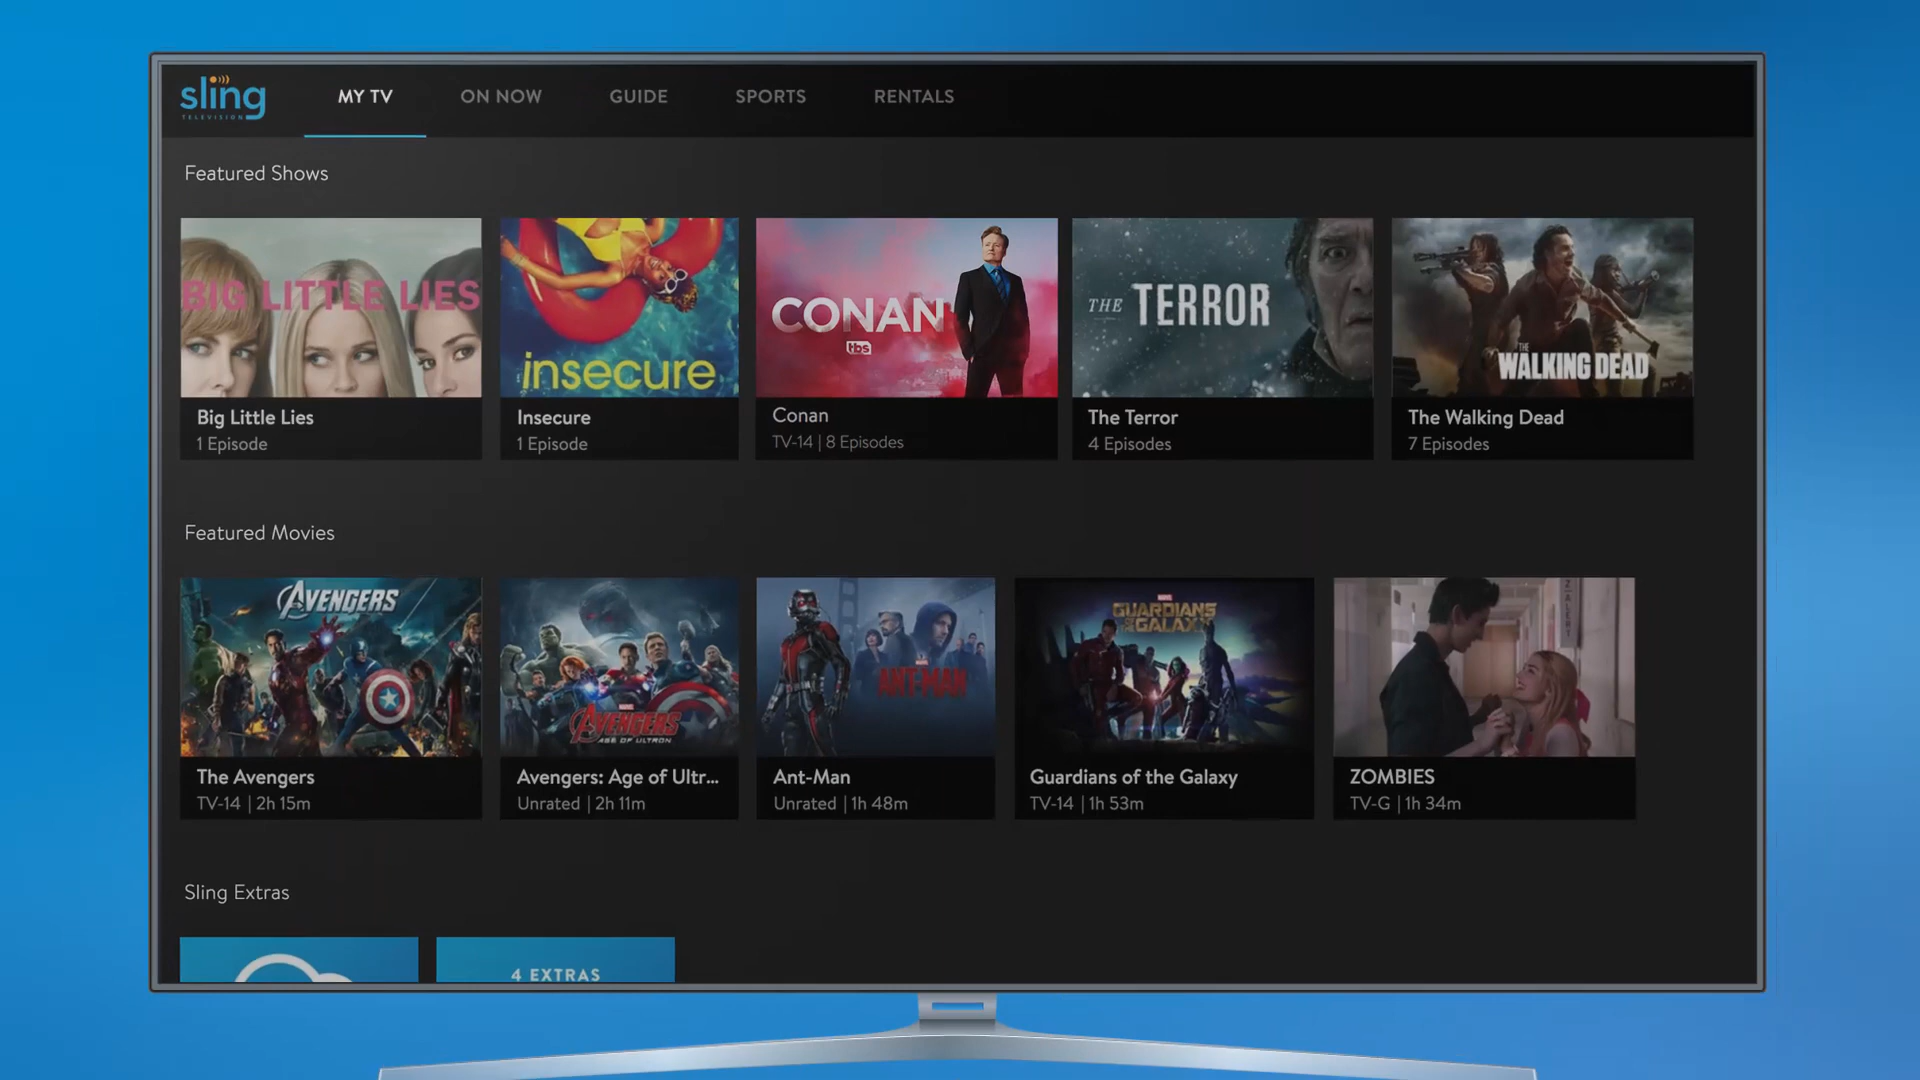 sling
TELEVISION
MY TV
ON NOW
GUIDE
SPORTS
RENTALS
Featured Shows
BIG LITTLE LIES
insecure
CONAN
tbs
THE TERROR
THE
WALKING DEAD
Big Little Lies
1 Episode
Insecure
1 Episode
Conan
TV-14 | 8 Episodes
The Terror
4 Episodes
The Walking Dead
7 Episodes
Featured Movies
AVENGERS
MARVEL
AVENGERS
AGE OF ULTRON
MARVEL
ANT-MAN
MARVEL
GUARDIANS
OF THE
GALAXY
The Avengers
TV-14 | 2h 15m
Avengers: Age of Ultr...
Unrated | 2h 11m
Ant-Man
Unrated | 1h 48m
Guardians of the Galaxy
TV-14 | 1h 53m
ZOMBIES
TV-G | 1h 34m
Sling Extras
4 EXTRAS